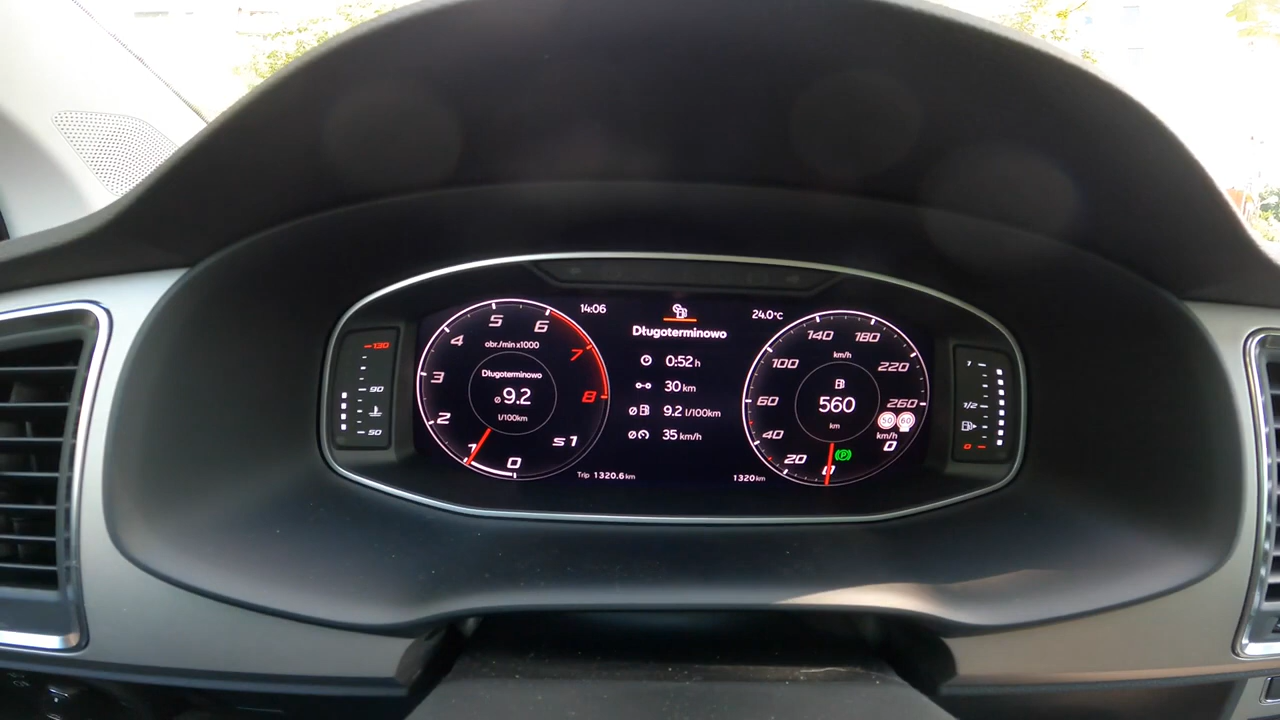 14:06
24.0°C
Długoterminowo
0:52 h
30 km
Ø 9.2 l/100km
Ø 35 km/h
130
90
50
obr./min x1000
0
1
2
3
4
5
6
7
8
Długoterminowo
Ø 9.2
l/100km
S1
Trip 1320.6 km
1320 km
0
20
40
60
100
140
180
220
260
km/h
560
km
50
60
km/h
0
(P)
1
1/2
0